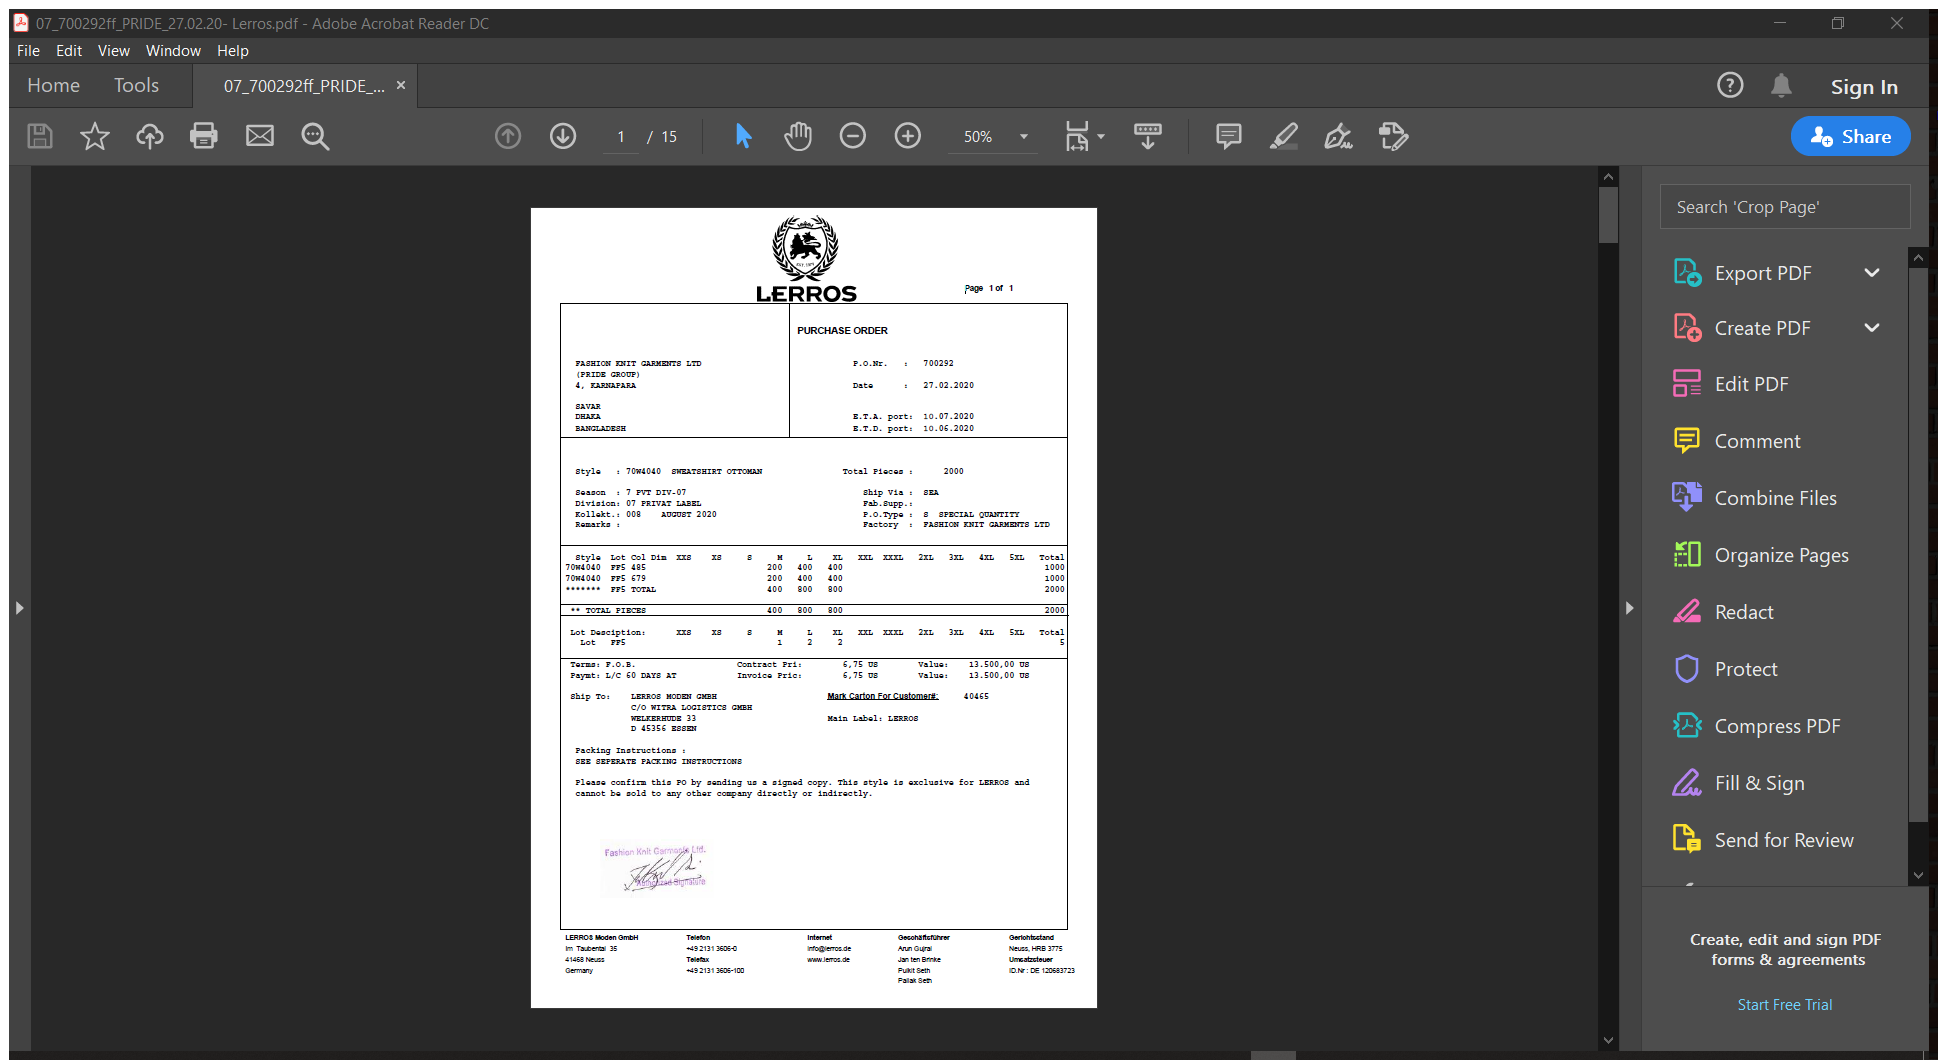 07_700292ff_PRIDE_27.02.20- Lerros.pdf - Adobe Acrobat Reader DC
File Edit View Window Help
Home Tools 07_700292ff_PRIDE_... × Sign In
1 / 15 50% Share
Search 'Crop Page'
Export PDF
Create PDF
Edit PDF
Comment
Combine Files
Organize Pages
Redact
Protect
Compress PDF
Fill & Sign
Send for Review
Create, edit and sign PDF
forms & agreements
Start Free Trial
EST. 1979
LERROS
Page 1 of 1
PURCHASE ORDER
FASHION KNIT GARMENTS LTD P.O.Nr. : 700292
(PRIDE GROUP)
4, KARNAPARA Date : 27.02.2020
SAVAR
DHAKA E.T.A. port: 10.07.2020
BANGLADESH E.T.D. port: 10.06.2020
Style : 70W4040 SWEATSHIRT OTTOMAN Total Pieces : 2000
Season : 7 PVT DIV-07 Ship Via : SEA
Division: 07 PRIVAT LABEL Fab.Supp.:
Kollekt.: 008 AUGUST 2020 P.O.Type : S SPECIAL QUANTITY
Remarks : Factory : FASHION KNIT GARMENTS LTD
Style Lot Col Dim XXS XS S M L XL XXL XXXL 2XL 3XL 4XL 5XL Total
70W4040 FF5 485 200 400 400 1000
70W4040 FF5 679 200 400 400 1000
******* FF5 TOTAL 400 800 800 2000
** TOTAL PIECES 400 800 800 2000
Lot Desciption: XXS XS S M L XL XXL XXXL 2XL 3XL 4XL 5XL Total
Lot FF5 1 2 2 5
Terms: F.O.B. Contract Pri: 6,75 US Value: 13.500,00 US
Paymt: L/C 60 DAYS AT Invoice Pric: 6,75 US Value: 13.500,00 US
Ship To: LERROS MODEN GMBH Mark Carton For Customer#: 40465
C/O WITRA LOGISTICS GMBH
WELKERHUDE 33 Main Label: LERROS
D 45356 ESSEN
Packing Instructions :
SEE SEPERATE PACKING INSTRUCTIONS
Please confirm this PO by sending us a signed copy. This style is exclusive for LERROS and
cannot be sold to any other company directly or indirectly.
Fashion Knit Garments Ltd.
Authorized Signature
LERROS Moden GmbH Telefon Internet Geschäftsführer Gerichtsstand
Im Taubental 35 +49 2131 3606-0 info@lerros.de Arun Gujral Neuss, HRB 3775
41468 Neuss Telefax www.lerros.de Jan ten Brinke Umsatzsteuer
Germany +49 2131 3606-100 Pulkit Seth ID.Nr : DE 120683723
Pallak Seth